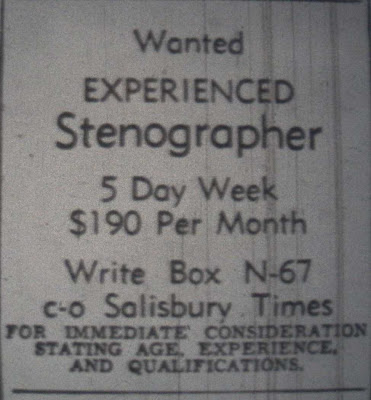 Wanted
EXPERIENCED
Stenographer
5 Day Week
$190 Per Month
Write Box N-67
c-o Salisbury Times
FOR IMMEDIATE CONSIDERATION
STATING AGE, EXPERIENCE,
AND QUALIFICATIONS.